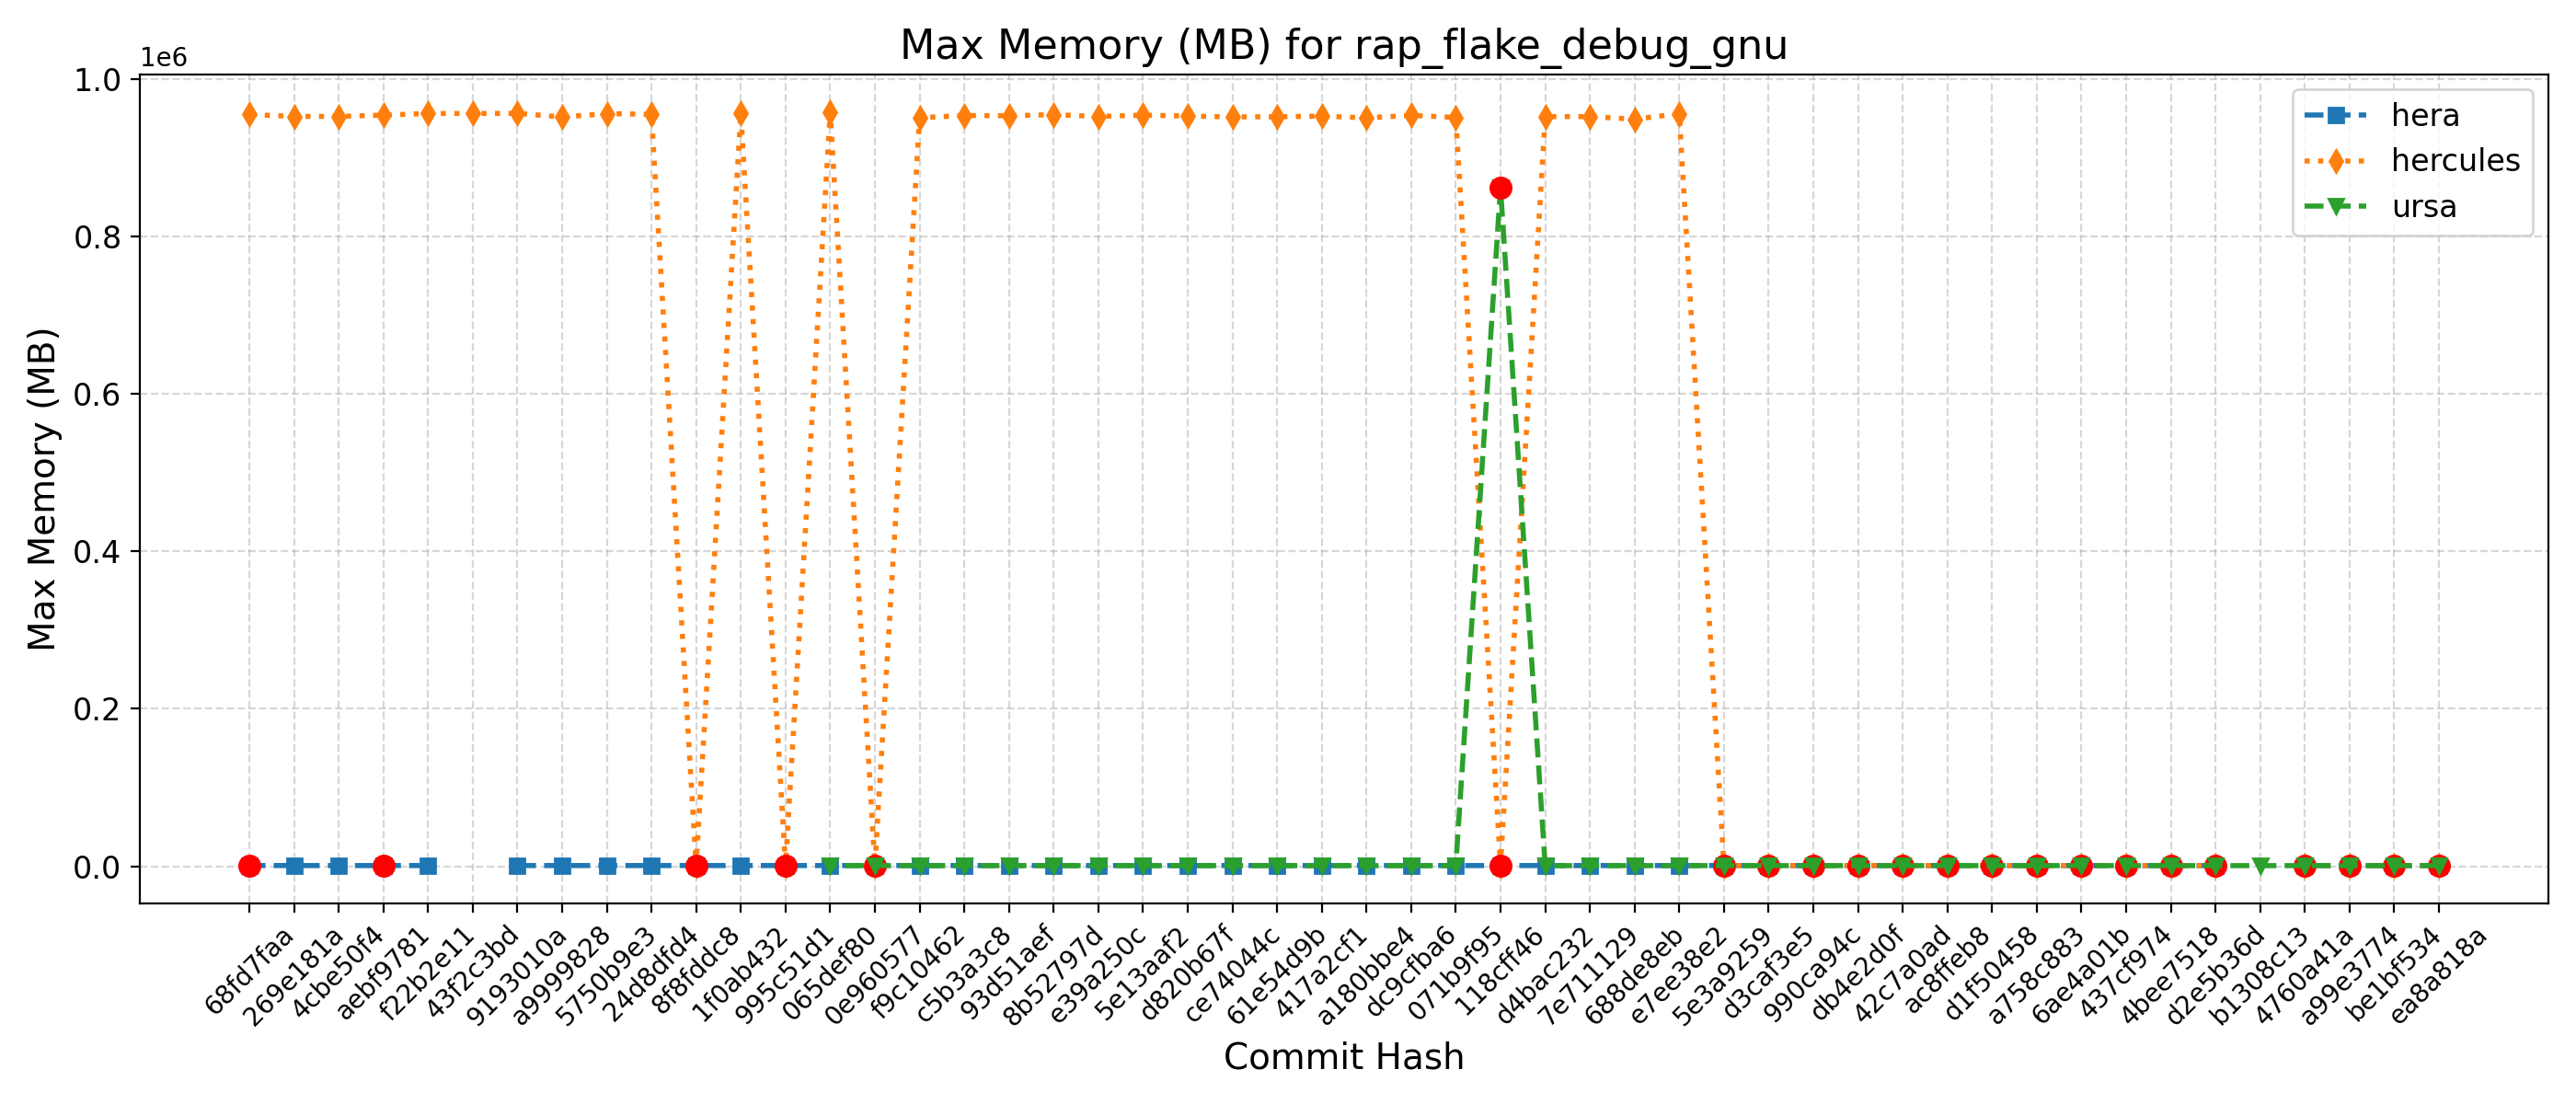 Max Memory (MB) for rap_flake_debug_gnu
1e6
1.0
0.8
0.6
0.4
0.2
0.0
Max Memory (MB)
hera
hercules
ursa
68fd7faa
269e181a
4cbe50f4
aebf9781
f22b2e11
43f2c3bd
9193010a
a9999828
5750b9e3
24d8dfd4
8f8fddc8
1f0ab432
995c51d1
065def80
0e960577
f9c10462
c5b3a3c8
93d51aef
8b52797d
e39a250c
5e13aaf2
d820b67f
ce74044c
61e54d9b
417a2cf1
a180bbe4
dc9cfba6
071b9f95
118cff46
d4bac232
7e711129
688de8eb
e7ee38e2
5e3a9259
d3caf3e5
990ca94c
db4e2d0f
42c7a0ad
ac8ffeb8
d1f50458
a758c883
6ae4a01b
437cf974
4bee7518
d2e5b36d
b1308c13
4760a41a
a99e3774
be1bf534
ea8a818a
Commit Hash